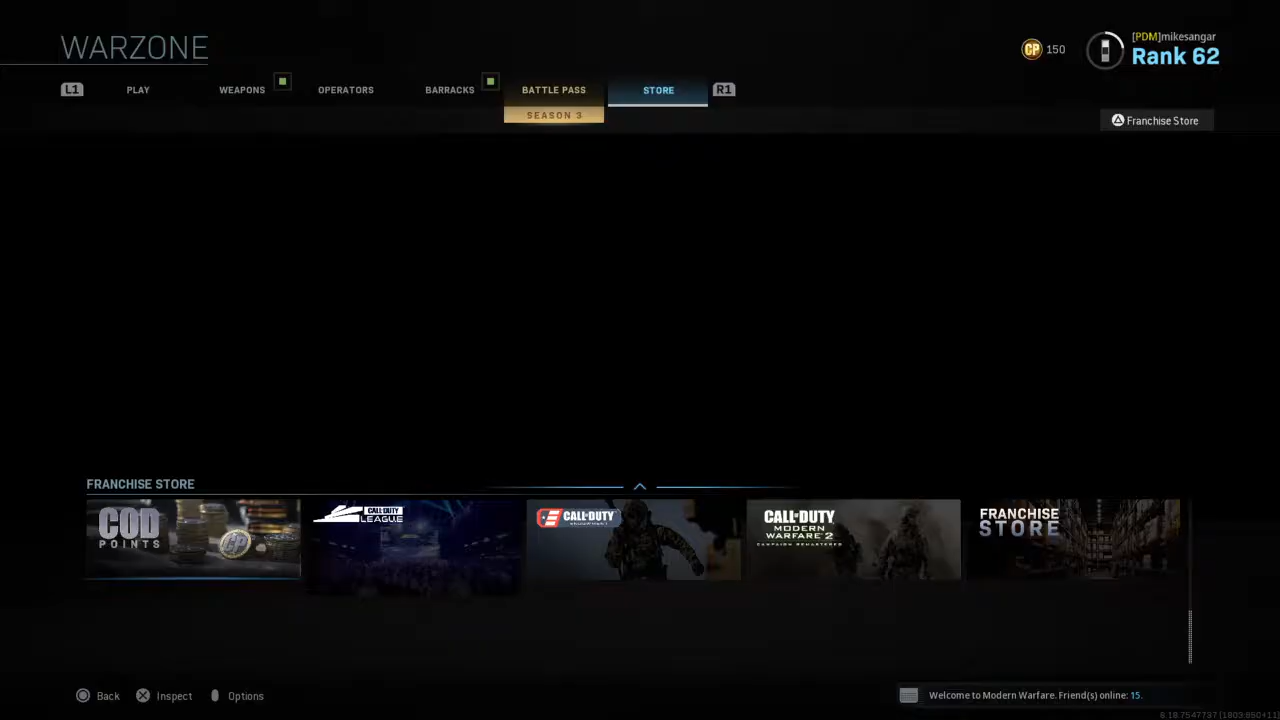 WARZONE
CP 150
[PDM]mikesangar
Rank 62
L1 PLAY WEAPONS OPERATORS BARRACKS BATTLE PASS STORE R1
SEASON 3
Franchise Store
FRANCHISE STORE
COD
POINTS
CP
CALL OF DUTY
LEAGUE
CALL OF DUTY
CALL OF DUTY
MODERN
WARFARE 2
CAMPAIGN REMASTERED
FRANCHISE
STORE
Back Inspect Options
Welcome to Modern Warfare. Friend(s) online: 15.